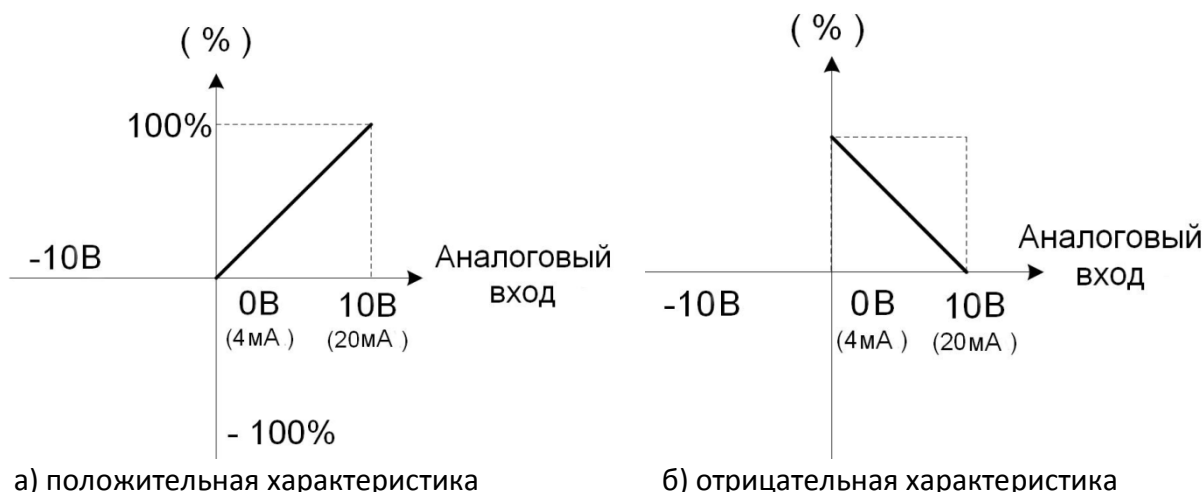 ( % )
100%
-10В
Аналоговый
вход
0В
10В
(4мА )
(20мА )
- 100%
а) положительная характеристика
( % )
Аналоговый
вход
-10В
0В
10В
(4мА )
(20мА )
б) отрицательная характеристика